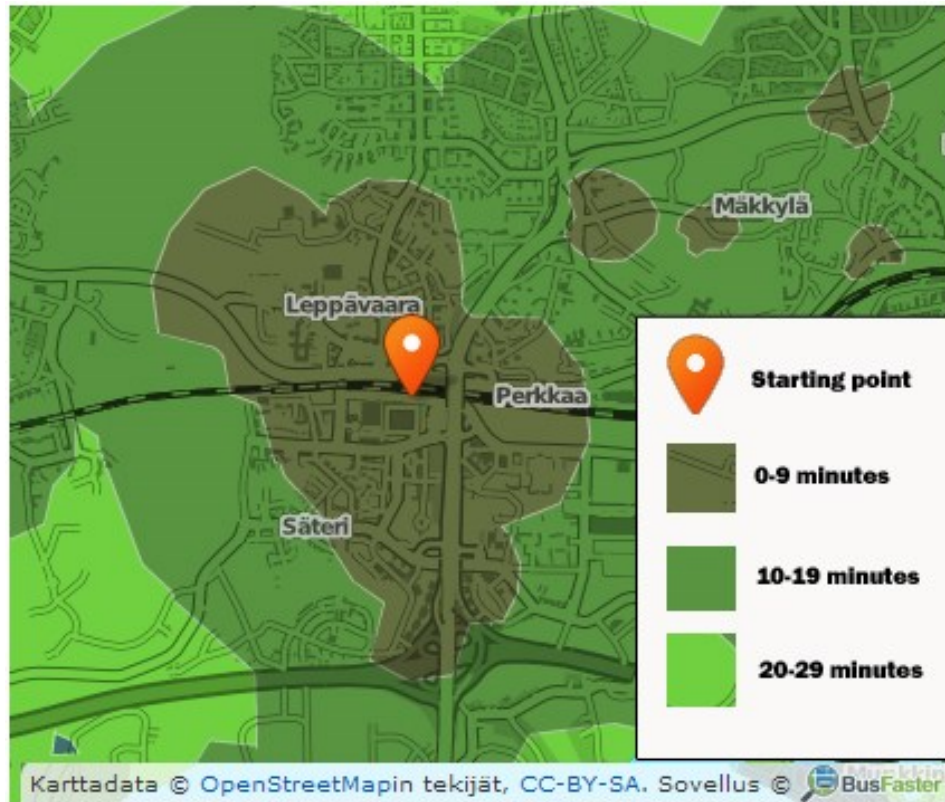 Mäkkylä
Leppävaara
Perkkaa
Säteri
Starting point
0-9 minutes
10-19 minutes
20-29 minutes
Karttadata © OpenStreetMapin tekijät, CC-BY-SA. Sovellus © BusFaster